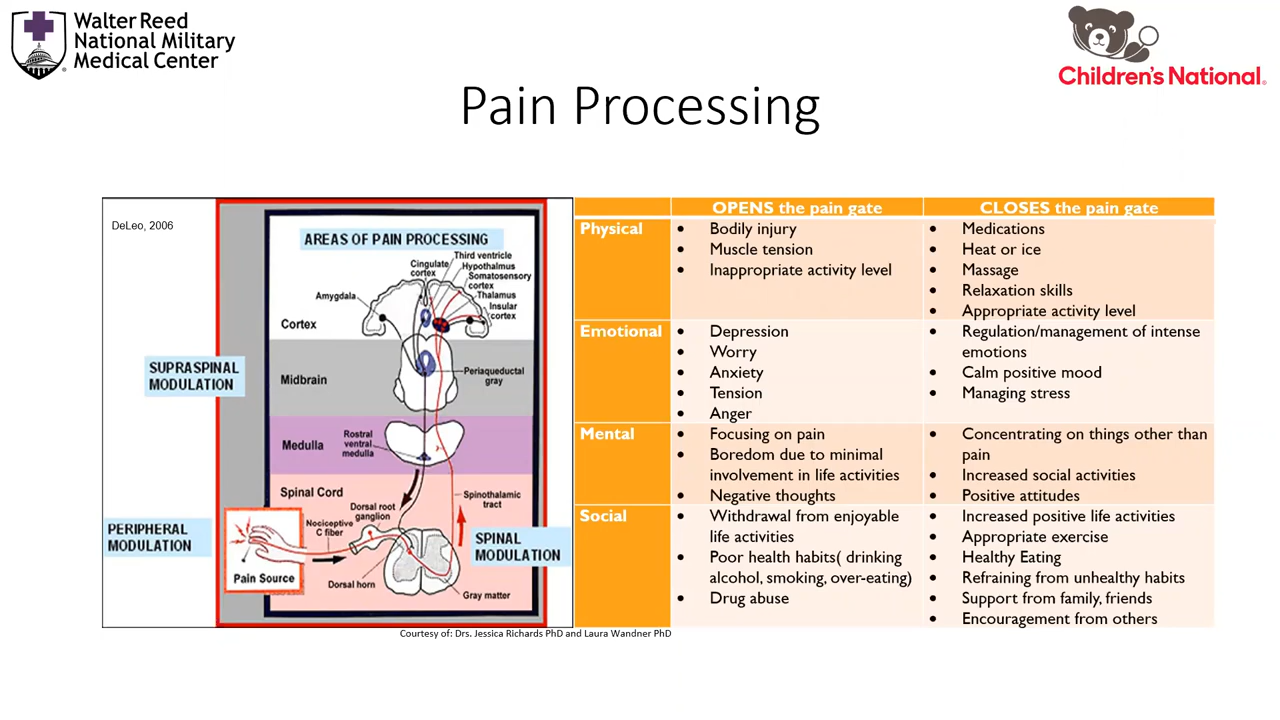 Walter Reed
National Military
Medical Center
Children's National®
Pain Processing
DeLeo, 2006
AREAS OF PAIN PROCESSING
Third ventricle
Cingulate
cortex
Hypothalmus
Somatosensory
cortex
Thalamus
Insular
cortex
Amygdala
Cortex
SUPRASPINAL
MODULATION
Midbrain
Periaqueductal
gray
Medulla
Rostral
ventral
medulla
Spinal Cord
Spinothalamic
tract
Dorsal root
ganglion
Nociceptive
C fiber
PERIPHERAL
MODULATION
SPINAL
MODULATION
Pain Source
Dorsal horn
Gray matter
OPENS the pain gate
CLOSES the pain gate
Physical
• Bodily injury
• Muscle tension
• Inappropriate activity level
• Medications
• Heat or ice
• Massage
• Relaxation skills
• Appropriate activity level
Emotional
• Depression
• Worry
• Anxiety
• Tension
• Anger
• Regulation/management of intense
emotions
• Calm positive mood
• Managing stress
Mental
• Focusing on pain
• Boredom due to minimal
involvement in life activities
• Negative thoughts
• Concentrating on things other than
pain
• Increased social activities
• Positive attitudes
Social
• Withdrawal from enjoyable
life activities
• Poor health habits( drinking
alcohol, smoking, over-eating)
• Drug abuse
• Increased positive life activities
• Appropriate exercise
• Healthy Eating
• Refraining from unhealthy habits
• Support from family, friends
• Encouragement from others
Courtesy of: Drs. Jessica Richards PhD and Laura Wandner PhD